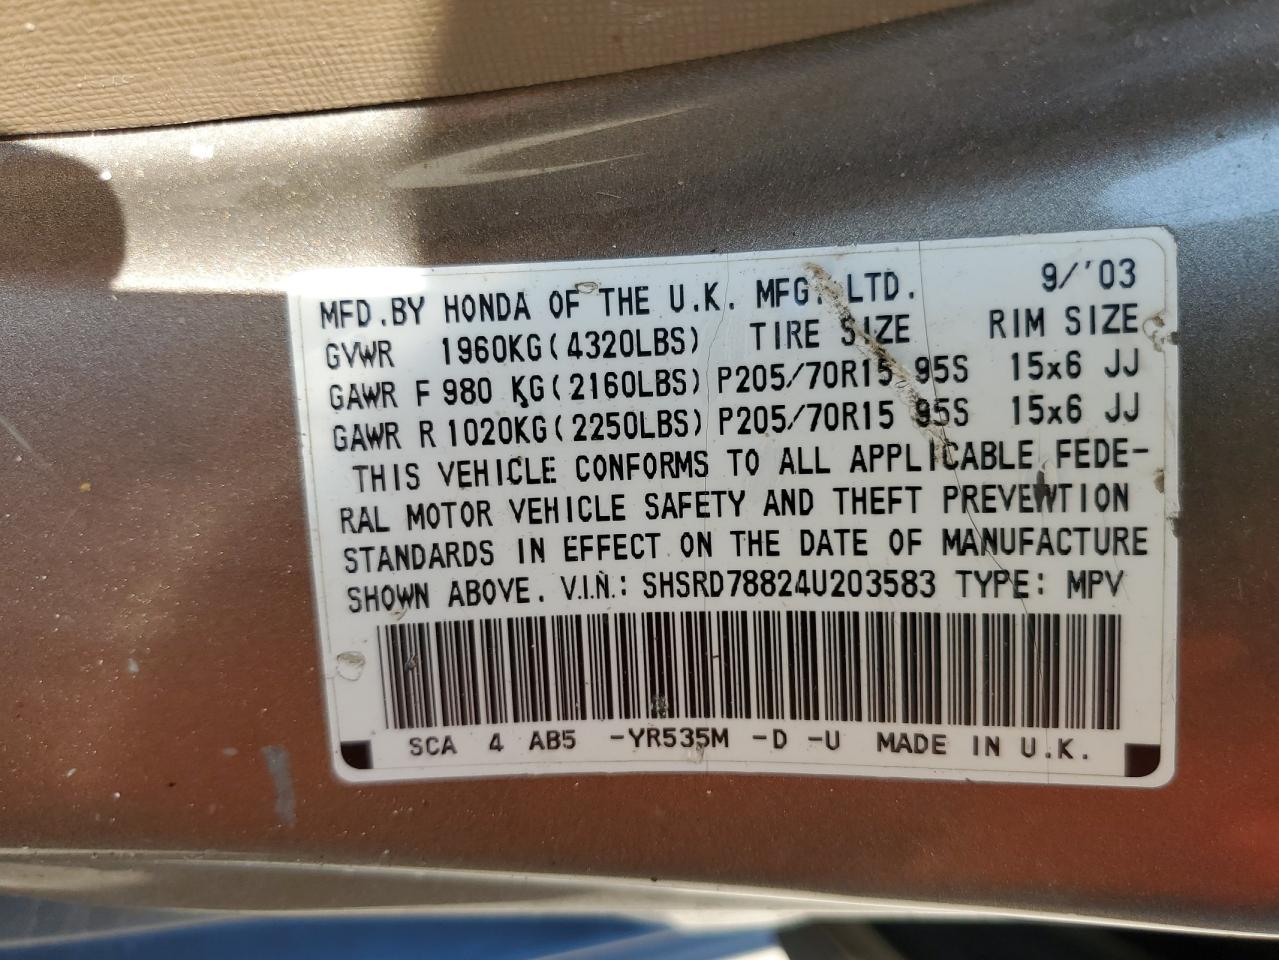 MFD.BY HONDA OF THE U.K. MFG. LTD. 9/'03
GVWR 1960KG(4320LBS) TIRE SIZE RIM SIZE
GAWR F 980 KG(2160LBS) P205/70R15 95S 15x6 JJ
GAWR R 1020KG(2250LBS) P205/70R15 95S 15x6 JJ
THIS VEHICLE CONFORMS TO ALL APPLICABLE FEDE-
RAL MOTOR VEHICLE SAFETY AND THEFT PREVENTION
STANDARDS IN EFFECT ON THE DATE OF MANUFACTURE
SHOWN ABOVE. V.I.N.: SHSRD78824U203583 TYPE: MPV
SCA 4 AB5 -YR535M -D -U MADE IN U.K.